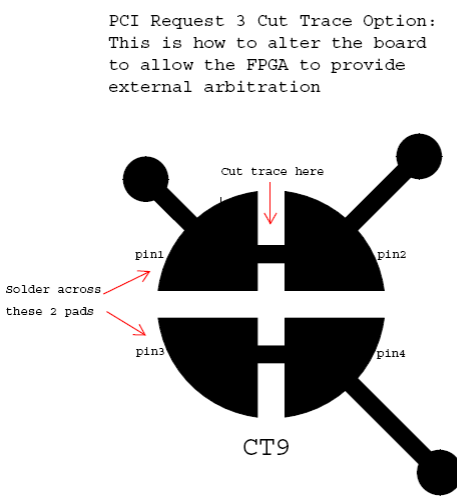 PCI Request 3 Cut Trace Option:
This is how to alter the board
to allow the FPGA to provide
external arbitration
Cut trace here
pin1
pin2
Solder across
these 2 pads
pin3
pin4
CT9